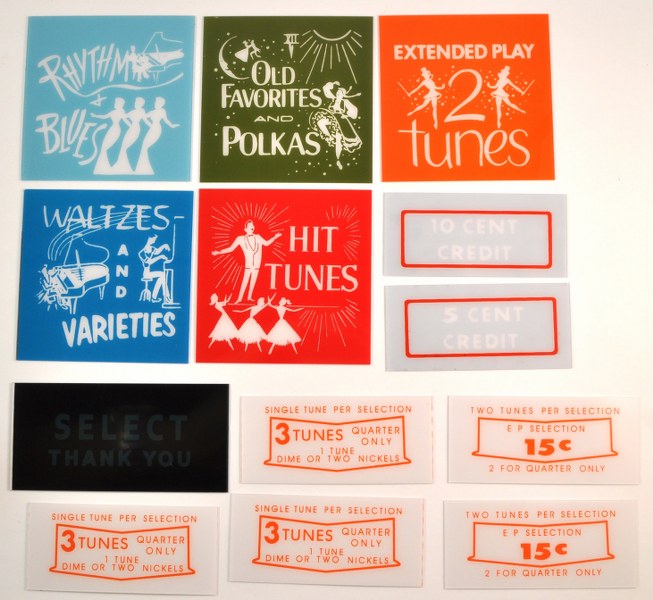 RHYTHM
&
BLUES
XII
OLD
FAVORITES
AND
POLKAS
EXTENDED PLAY
2
tunes
WALTZES-
AND
VARIETIES
HIT
TUNES
10 CENT
CREDIT
5 CENT
CREDIT
SELECT
THANK YOU
SINGLE TUNE PER SELECTION
3 TUNES QUARTER
ONLY
1 TUNE
DIME OR TWO NICKELS
TWO TUNES PER SELECTION
E P SELECTION
15¢
2 FOR QUARTER ONLY
SINGLE TUNE PER SELECTION
3 TUNES QUARTER
ONLY
1 TUNE
DIME OR TWO NICKELS
SINGLE TUNE PER SELECTION
3 TUNES QUARTER
ONLY
1 TUNE
DIME OR TWO NICKELS
TWO TUNES PER SELECTION
E P SELECTION
15¢
2 FOR QUARTER ONLY